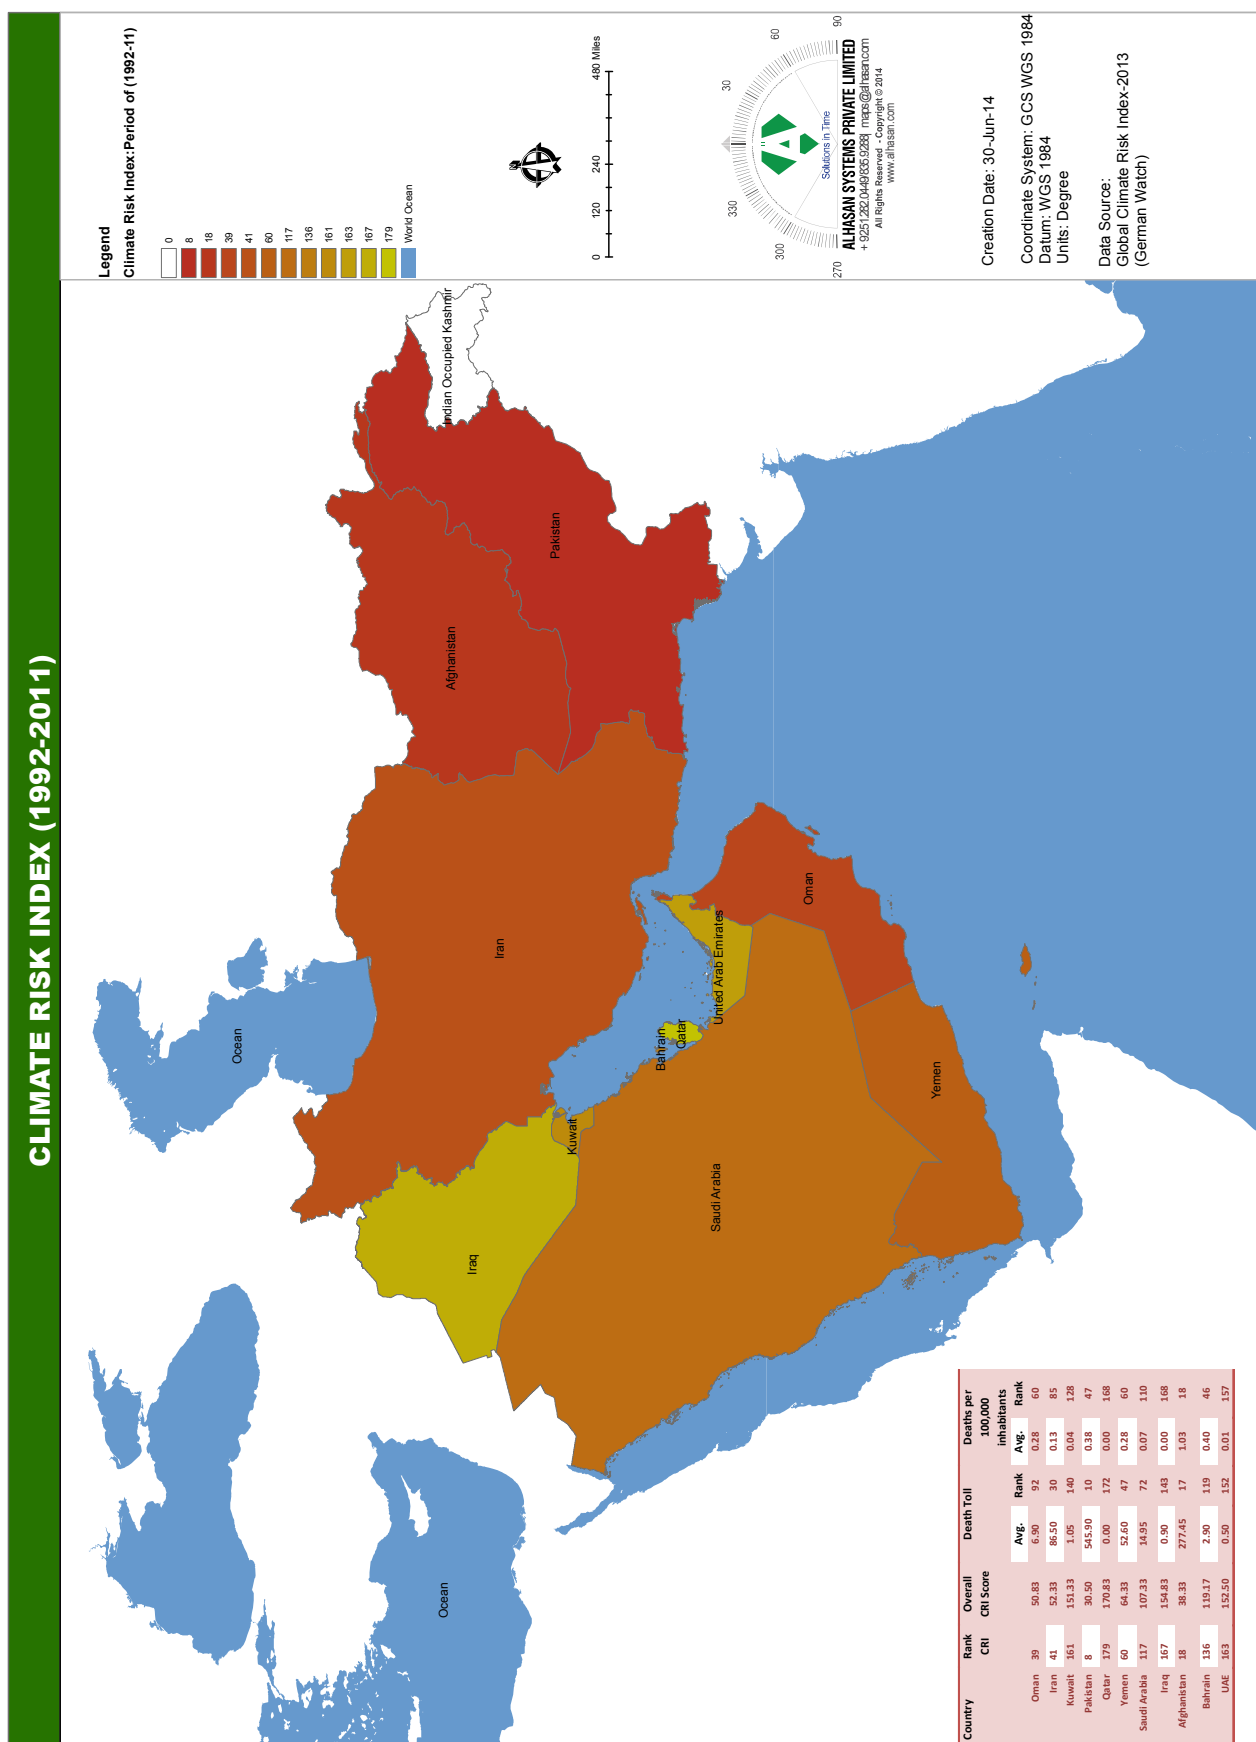 CLIMATE RISK INDEX (1992-2011)
Legend
Climate Risk Index:Period of (1992-11)
0
8
18
39
41
60
117
136
161
163
167
179
World Ocean
0 120 240 480 Miles
270 300 330 30 60 90
Solutions in Time
ALHASAN SYSTEMS PRIVATE LIMITED
All Rights Reserved - Copyright © 2014
www.alhasan.com
Creation Date: 30-Jun-14
Coordinate System: GCS WGS 1984
Datum: WGS 1984
Units: Degree
Data Source:
Global Climate Risk Index-2013
(German Watch)
Ocean
Ocean
Iraq
Iran
Afghanistan
Pakistan
Indian Occupied Kashmir
Kuwait
Bahrain
Qatar
United Arab Emirates
Saudi Arabia
Oman
Yemen
Country Rank CRI Overall CRI Score Death Toll Deaths per 100,000 inhabitants
Avg. Rank Avg. Rank
Oman 39 50.83 6.90 92 0.28 60
Iran 41 52.33 86.50 30 0.13 85
Kuwait 161 151.33 1.05 140 0.04 128
Pakistan 8 30.50 545.90 10 0.38 47
Qatar 179 170.83 0.00 172 0.00 168
Yemen 60 64.33 52.60 47 0.28 60
Saudi Arabia 117 107.33 14.95 72 0.07 110
Iraq 167 154.83 0.90 143 0.00 168
Afghanistan 18 38.33 277.45 17 1.03 18
Bahrain 136 119.17 2.90 119 0.40 46
UAE 163 152.50 0.50 152 0.01 157